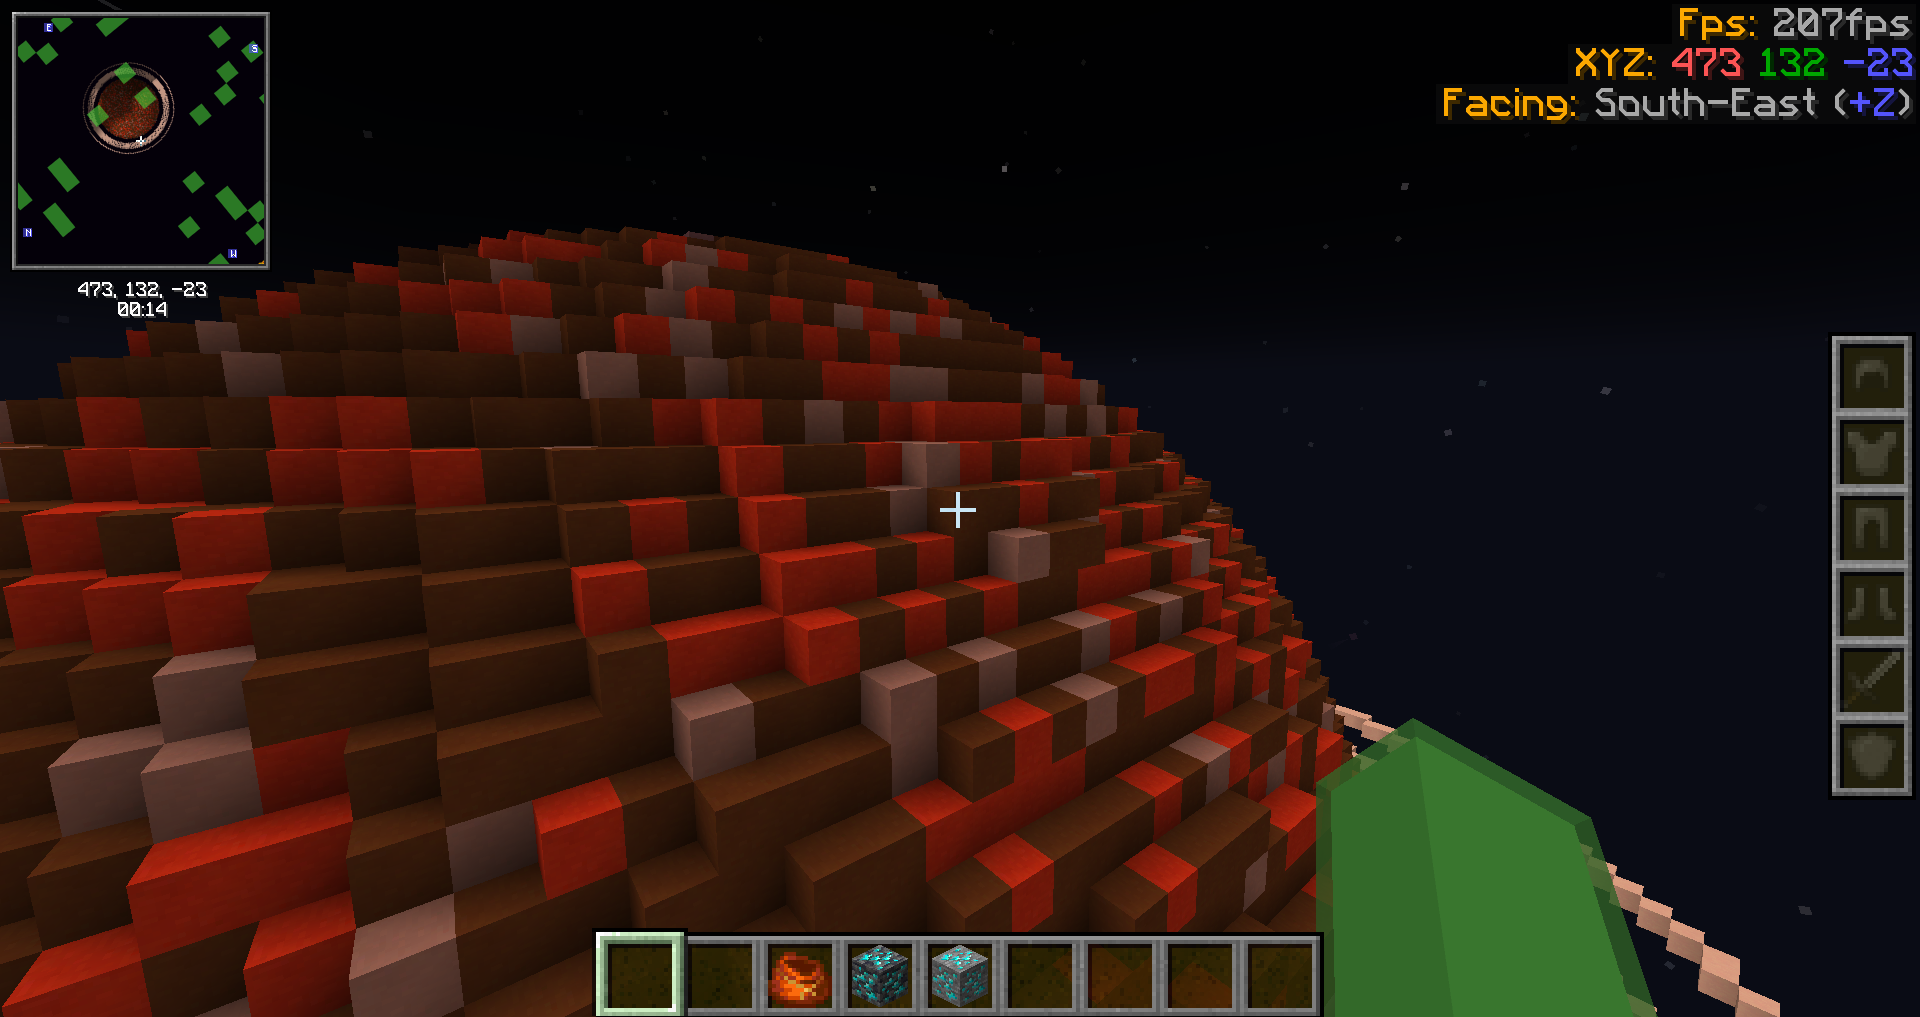 E
S
N
W
473, 132, -23
00:14
Fps: 207fps
XYZ: 473 132 -23
Facing: South-East (+Z)